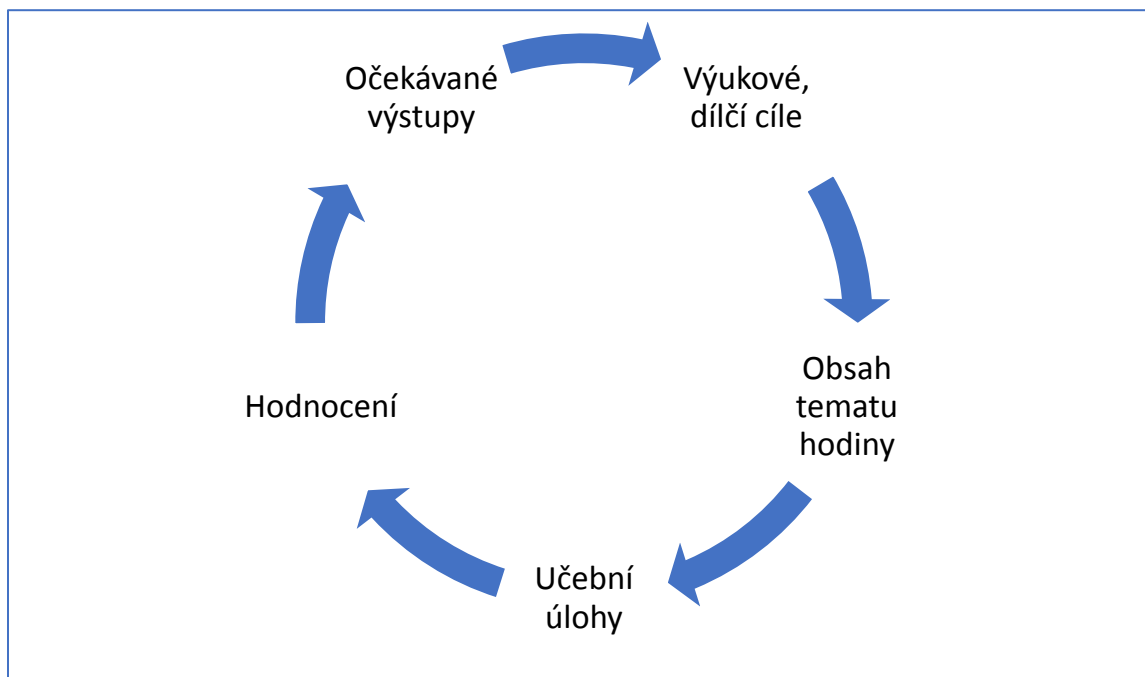 Očekávané
výstupy
Výukové,
dílčí cíle
Obsah
tematu
hodiny
Učební
úlohy
Hodnocení